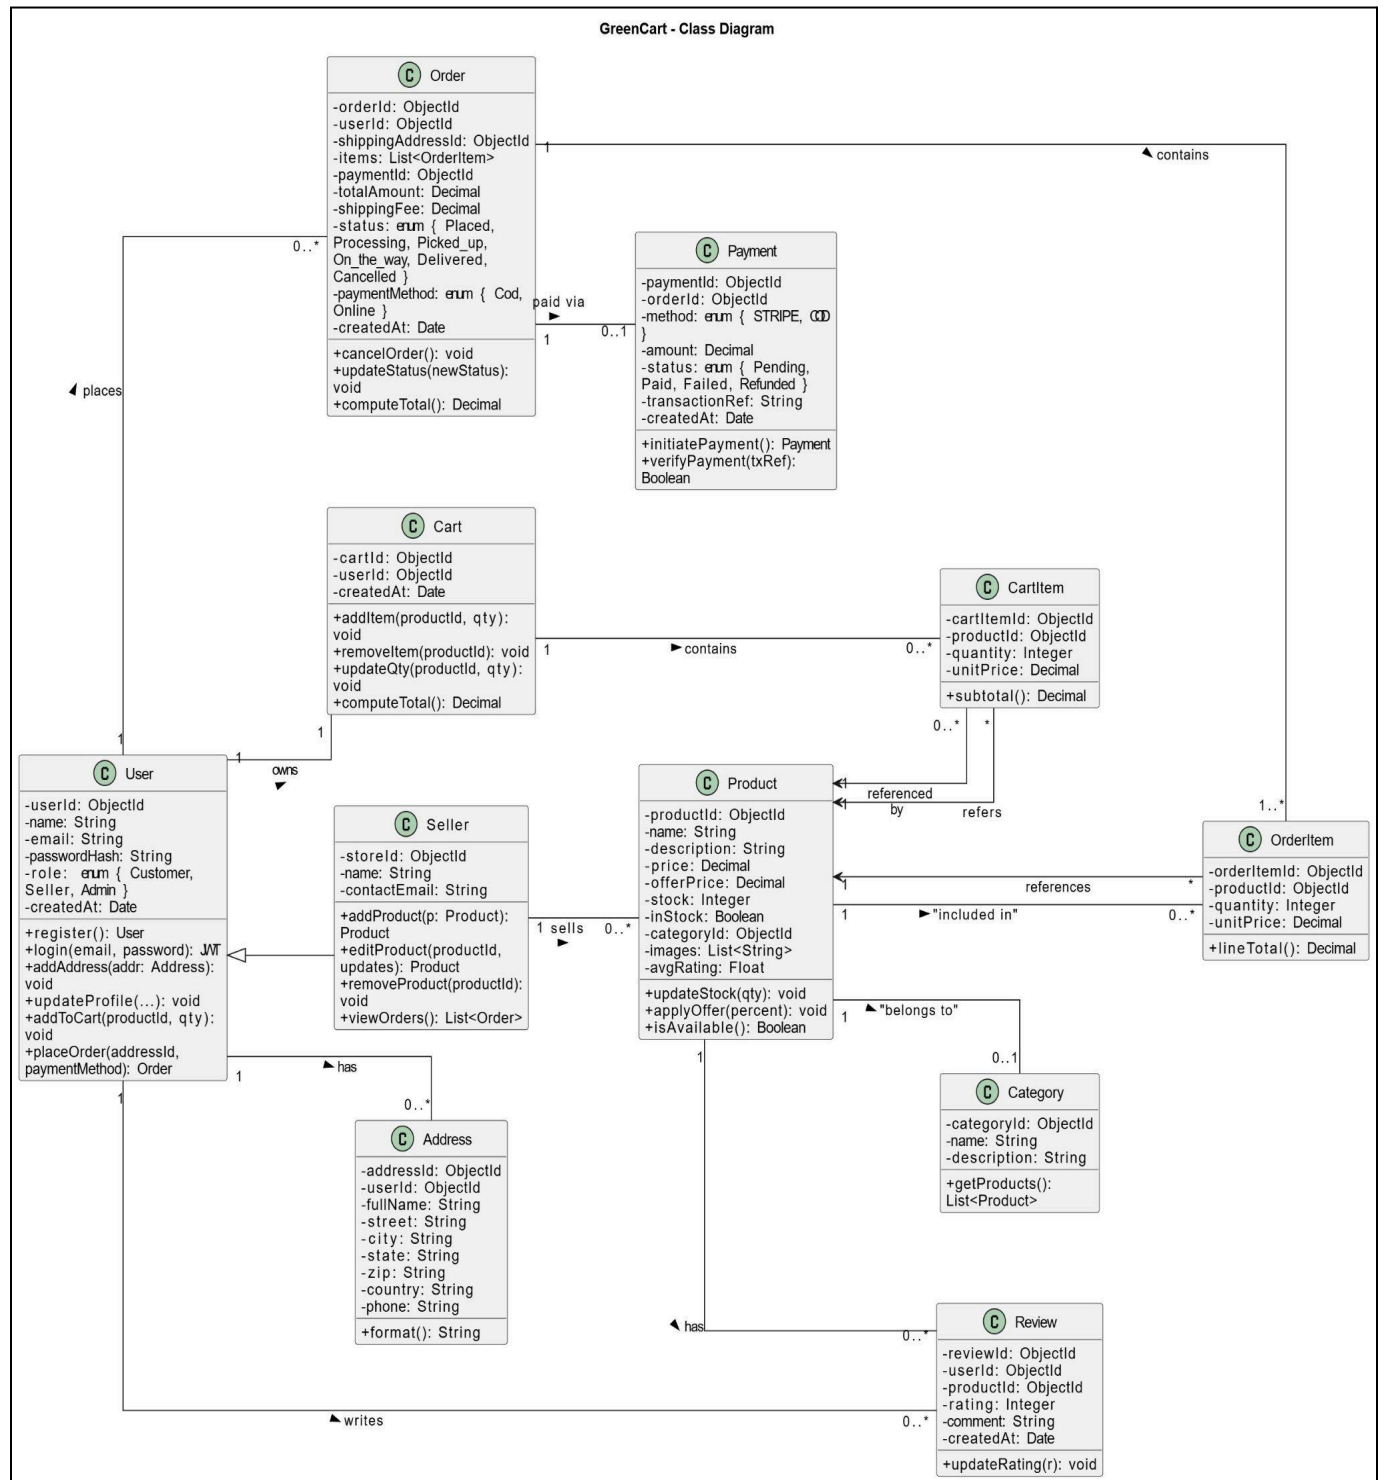 GreenCart - Class Diagram
C Order
-orderId: ObjectId
-userId: ObjectId
-shippingAddressId: ObjectId
-items: List<OrderItem>
-paymentId: ObjectId
-totalAmount: Decimal
-shippingFee: Decimal
-status: enum { Placed,
Processing, Picked_up,
On_the_way, Delivered,
Cancelled }
-paymentMethod: enum { Cod,
Online }
-createdAt: Date
+cancelOrder(): void
+updateStatus(newStatus):
void
+computeTotal(): Decimal
1
contains
1..*
0..*
places
1
paid via
1
0..1
C Payment
-paymentId: ObjectId
-orderId: ObjectId
-method: enum { STRIPE, COD
}
-amount: Decimal
-status: enum { Pending,
Paid, Failed, Refunded }
-transactionRef: String
-createdAt: Date
+initiatePayment(): Payment
+verifyPayment(txRef):
Boolean
C Cart
-cartId: ObjectId
-userId: ObjectId
-createdAt: Date
+addItem(productId, qty):
void
+removeItem(productId): void
+updateQty(productId, qty):
void
+computeTotal(): Decimal
1
contains
0..*
C CartItem
-cartItemId: ObjectId
-productId: ObjectId
-quantity: Integer
-unitPrice: Decimal
+subtotal(): Decimal
0..*
*
1
referenced
by
1
refers
1
1
owns
C User
-userId: ObjectId
-name: String
-email: String
-passwordHash: String
-role: enum { Customer,
Seller, Admin }
-createdAt: Date
+register(): User
+login(email, password): JWT
+addAddress(addr: Address):
void
+updateProfile(...): void
+addToCart(productId, qty):
void
+placeOrder(addressId,
paymentMethod): Order
C Seller
-storeId: ObjectId
-name: String
-contactEmail: String
+addProduct(p: Product):
Product
+editProduct(productId,
updates): Product
+removeProduct(productId):
void
+viewOrders(): List<Order>
1 sells
0..*
C Product
-productId: ObjectId
-name: String
-description: String
-price: Decimal
-offerPrice: Decimal
-stock: Integer
-inStock: Boolean
-categoryId: ObjectId
-images: List<String>
-avgRating: Float
+updateStock(qty): void
+applyOffer(percent): void
+isAvailable(): Boolean
1
references
*
1
"included in"
0..*
C OrderItem
-orderItemId: ObjectId
-productId: ObjectId
-quantity: Integer
-unitPrice: Decimal
+lineTotal(): Decimal
1
"belongs to"
0..1
C Category
-categoryId: ObjectId
-name: String
-description: String
+getProducts():
List<Product>
1
has
0..*
C Address
-addressId: ObjectId
-userId: ObjectId
-fullName: String
-street: String
-city: String
-state: String
-zip: String
-country: String
-phone: String
+format(): String
1
has
0..*
C Review
-reviewId: ObjectId
-userId: ObjectId
-productId: ObjectId
-rating: Integer
-comment: String
-createdAt: Date
+updateRating(r): void
1
writes
0..*